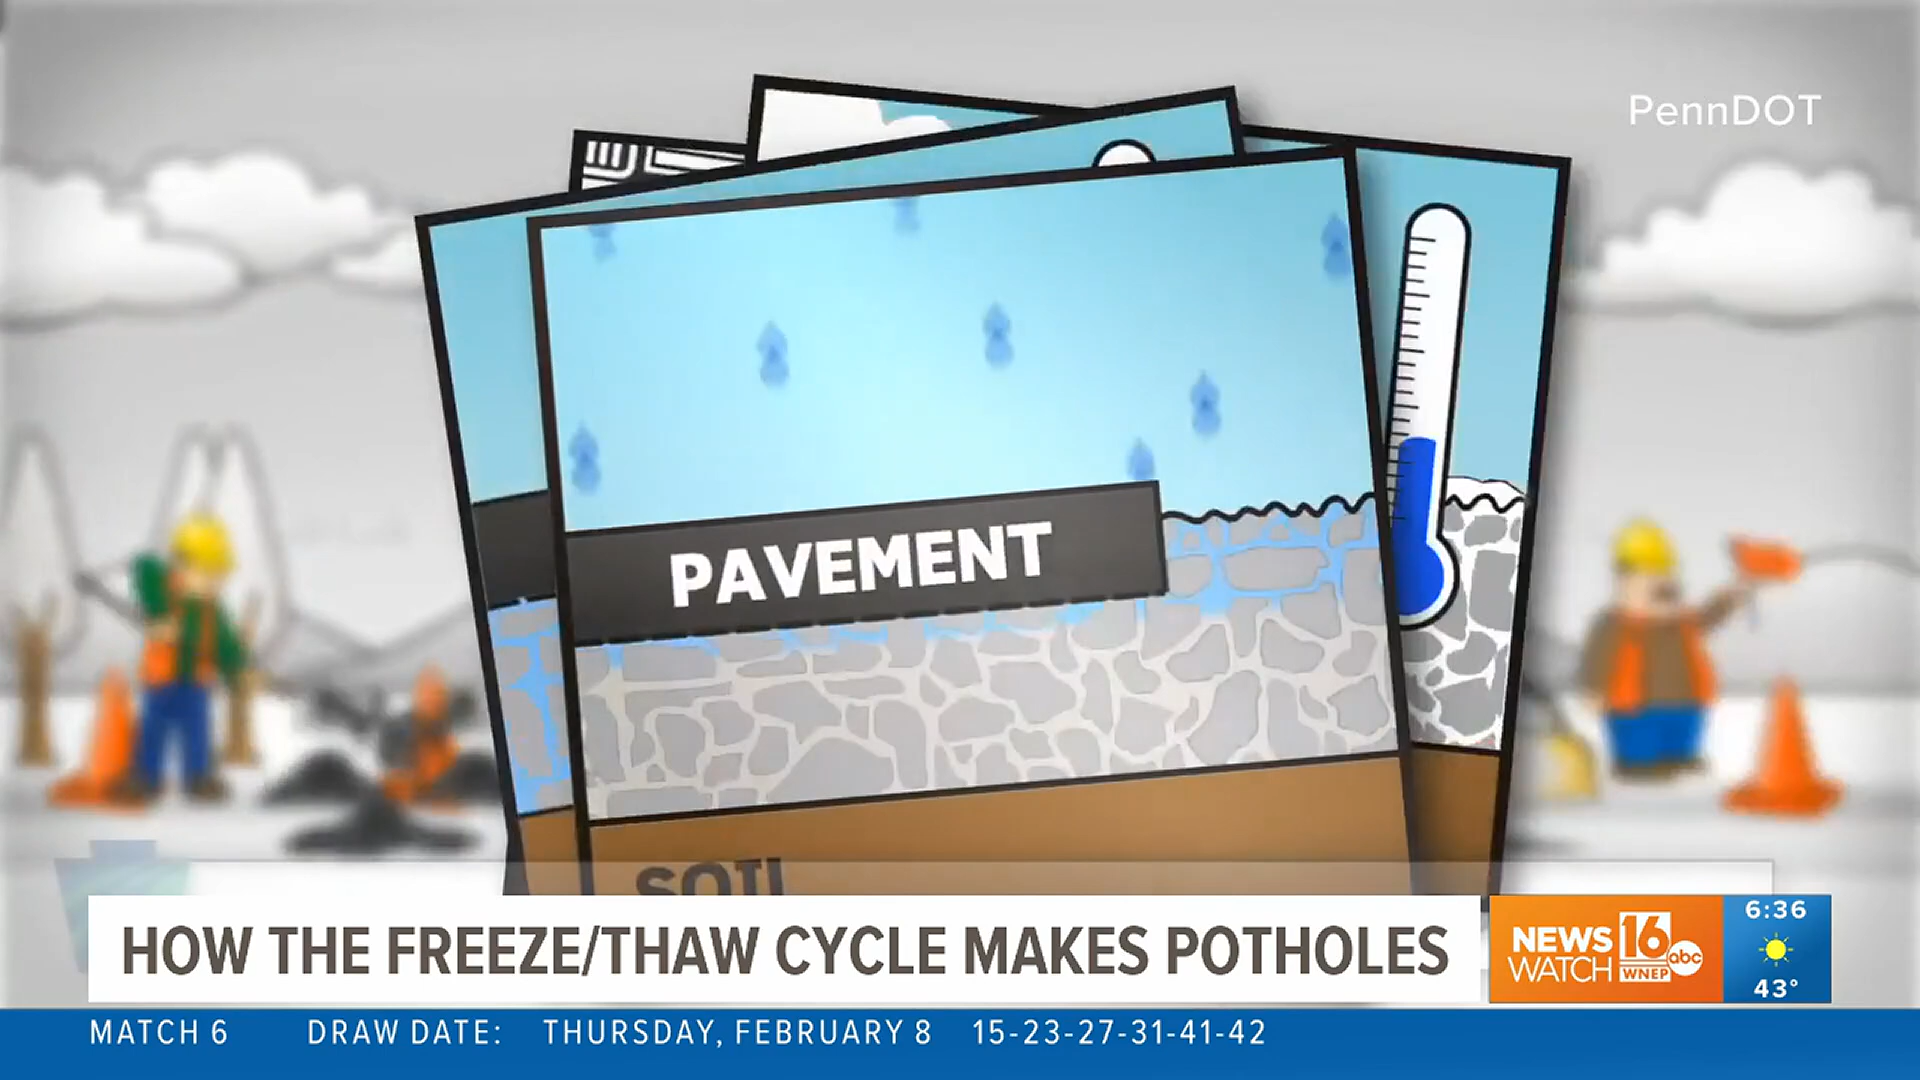 PennDOT
PAVEMENT
SOIL
HOW THE FREEZE/THAW CYCLE MAKES POTHOLES
NEWS WATCH 16 WNEP abc
6:36
43°
MATCH 6 DRAW DATE: THURSDAY, FEBRUARY 8 15-23-27-31-41-42